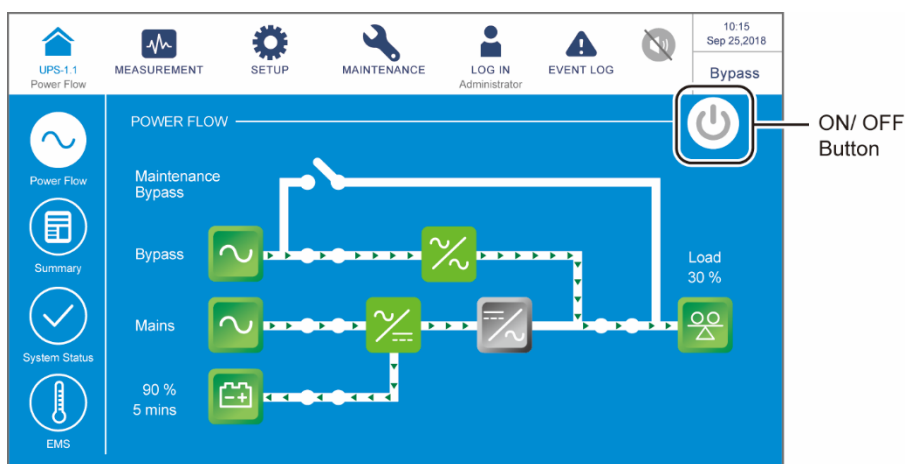 UPS-1.1
Power Flow
MEASUREMENT
SETUP
MAINTENANCE
LOG IN
Administrator
EVENT LOG
10:15
Sep 25,2018
Bypass
POWER FLOW
ON/ OFF
Button
Power Flow
Summary
System Status
EMS
Maintenance
Bypass
Bypass
Mains
90 %
5 mins
Load
30 %